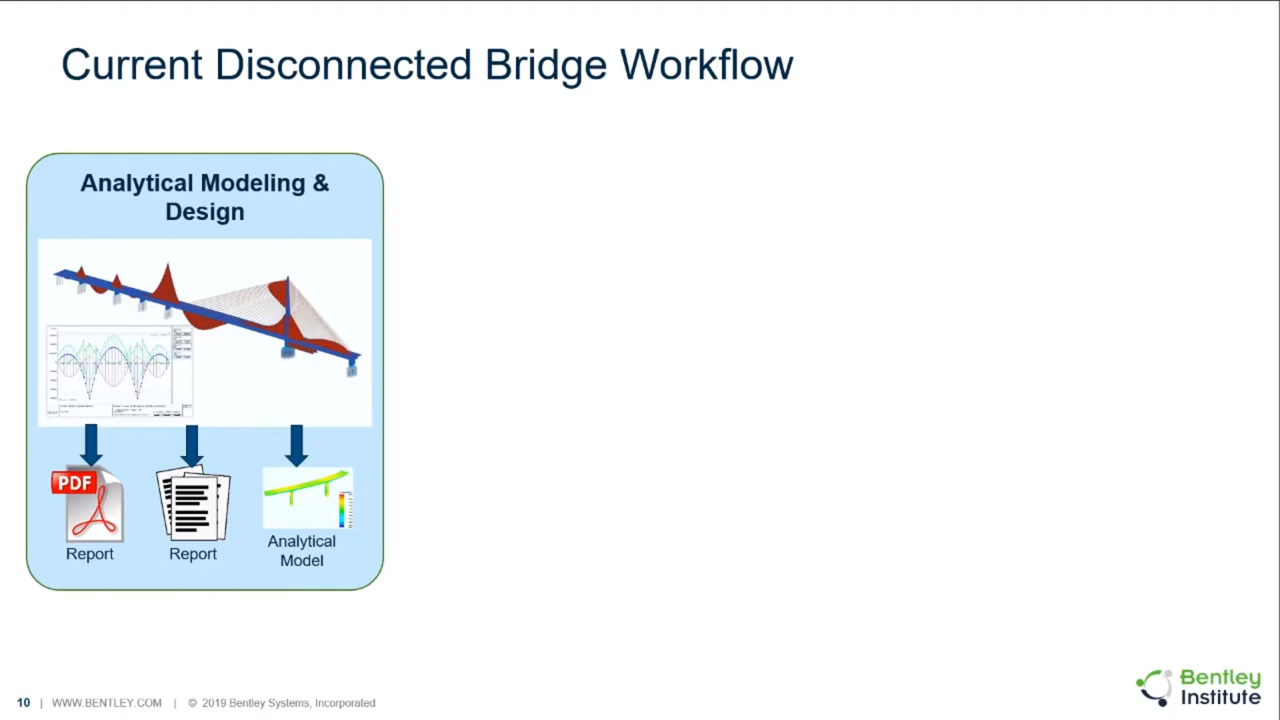 Current Disconnected Bridge Workflow
Analytical Modeling &
Design
PDF
Report
Report
Analytical
Model
10 | WWW.BENTLEY.COM | © 2019 Bentley Systems, Incorporated
Bentley
Institute